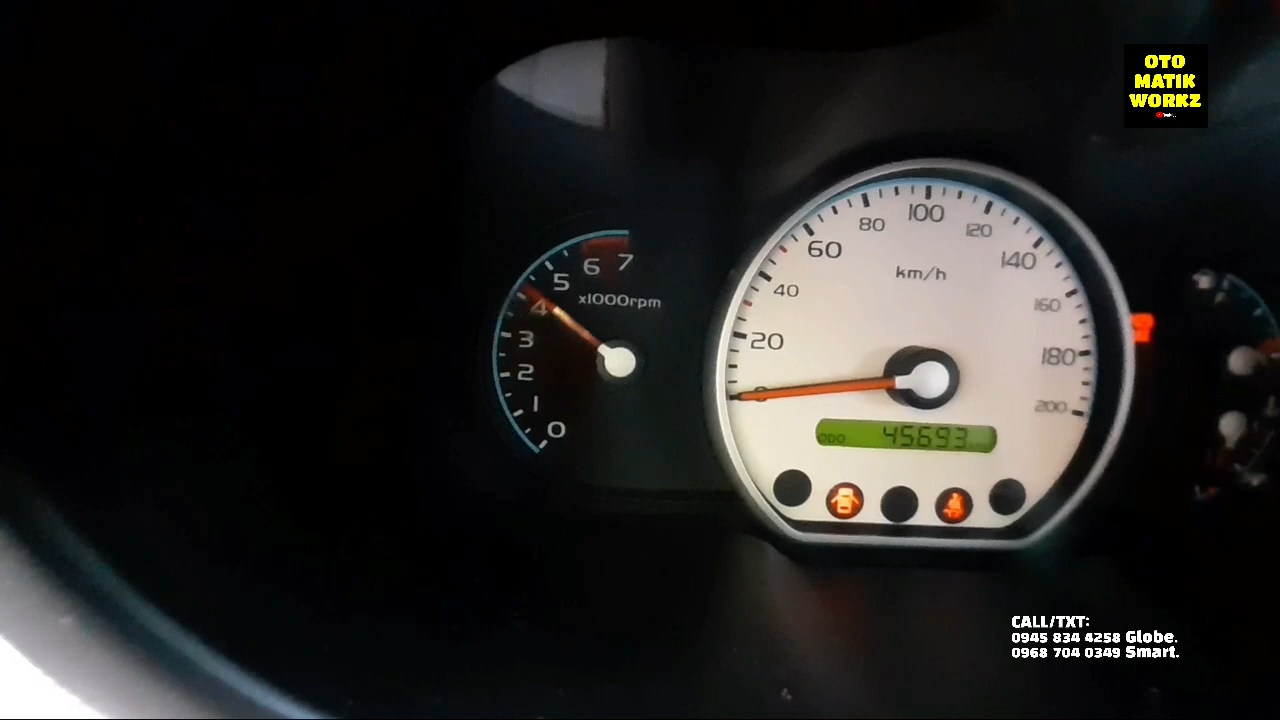 OTO
MATIK
WORKZ
7
6
5
4
3
2
1
0
x1000rpm
0
20
40
60
80
100
120
140
160
180
200
km/h
ODO 45693
CALL/TXT:
0945 834 4258 Globe.
0968 704 0349 Smart.